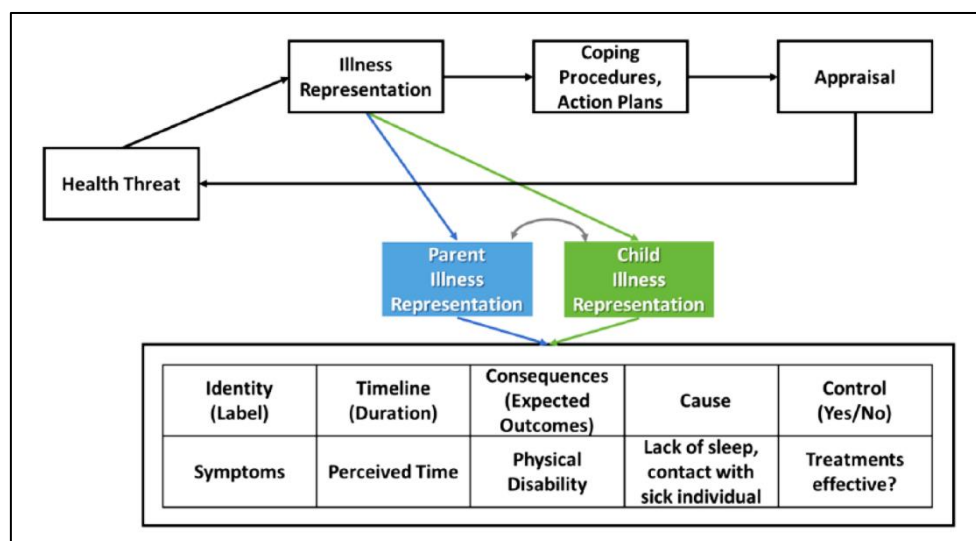 Illness
Representation
Coping
Procedures,
Action Plans
Appraisal
Health Threat
Parent
Illness
Representation
Child
Illness
Representation
Identity
(Label)
Timeline
(Duration)
Consequences
(Expected
Outcomes)
Cause
Control
(Yes/No)
Symptoms
Perceived Time
Physical
Disability
Lack of sleep,
contact with
sick individual
Treatments
effective?